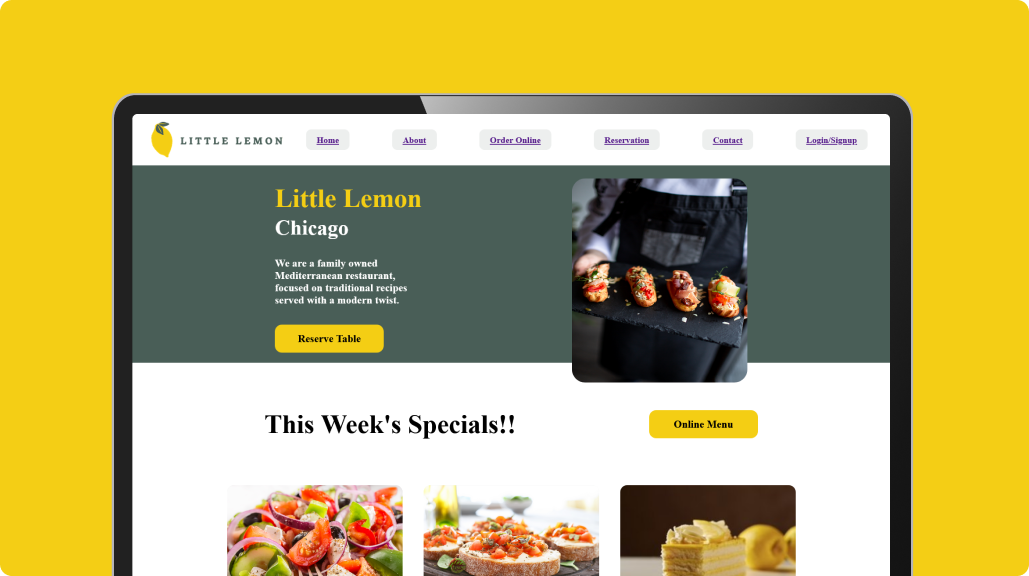 LITTLE LEMON
Home
About
Order Online
Reservation
Contact
Login/Signup
Little Lemon
Chicago
We are a family owned
Mediterranean restaurant,
focused on traditional recipes
served with a modern twist.
Reserve Table
This Week's Specials!!
Online Menu